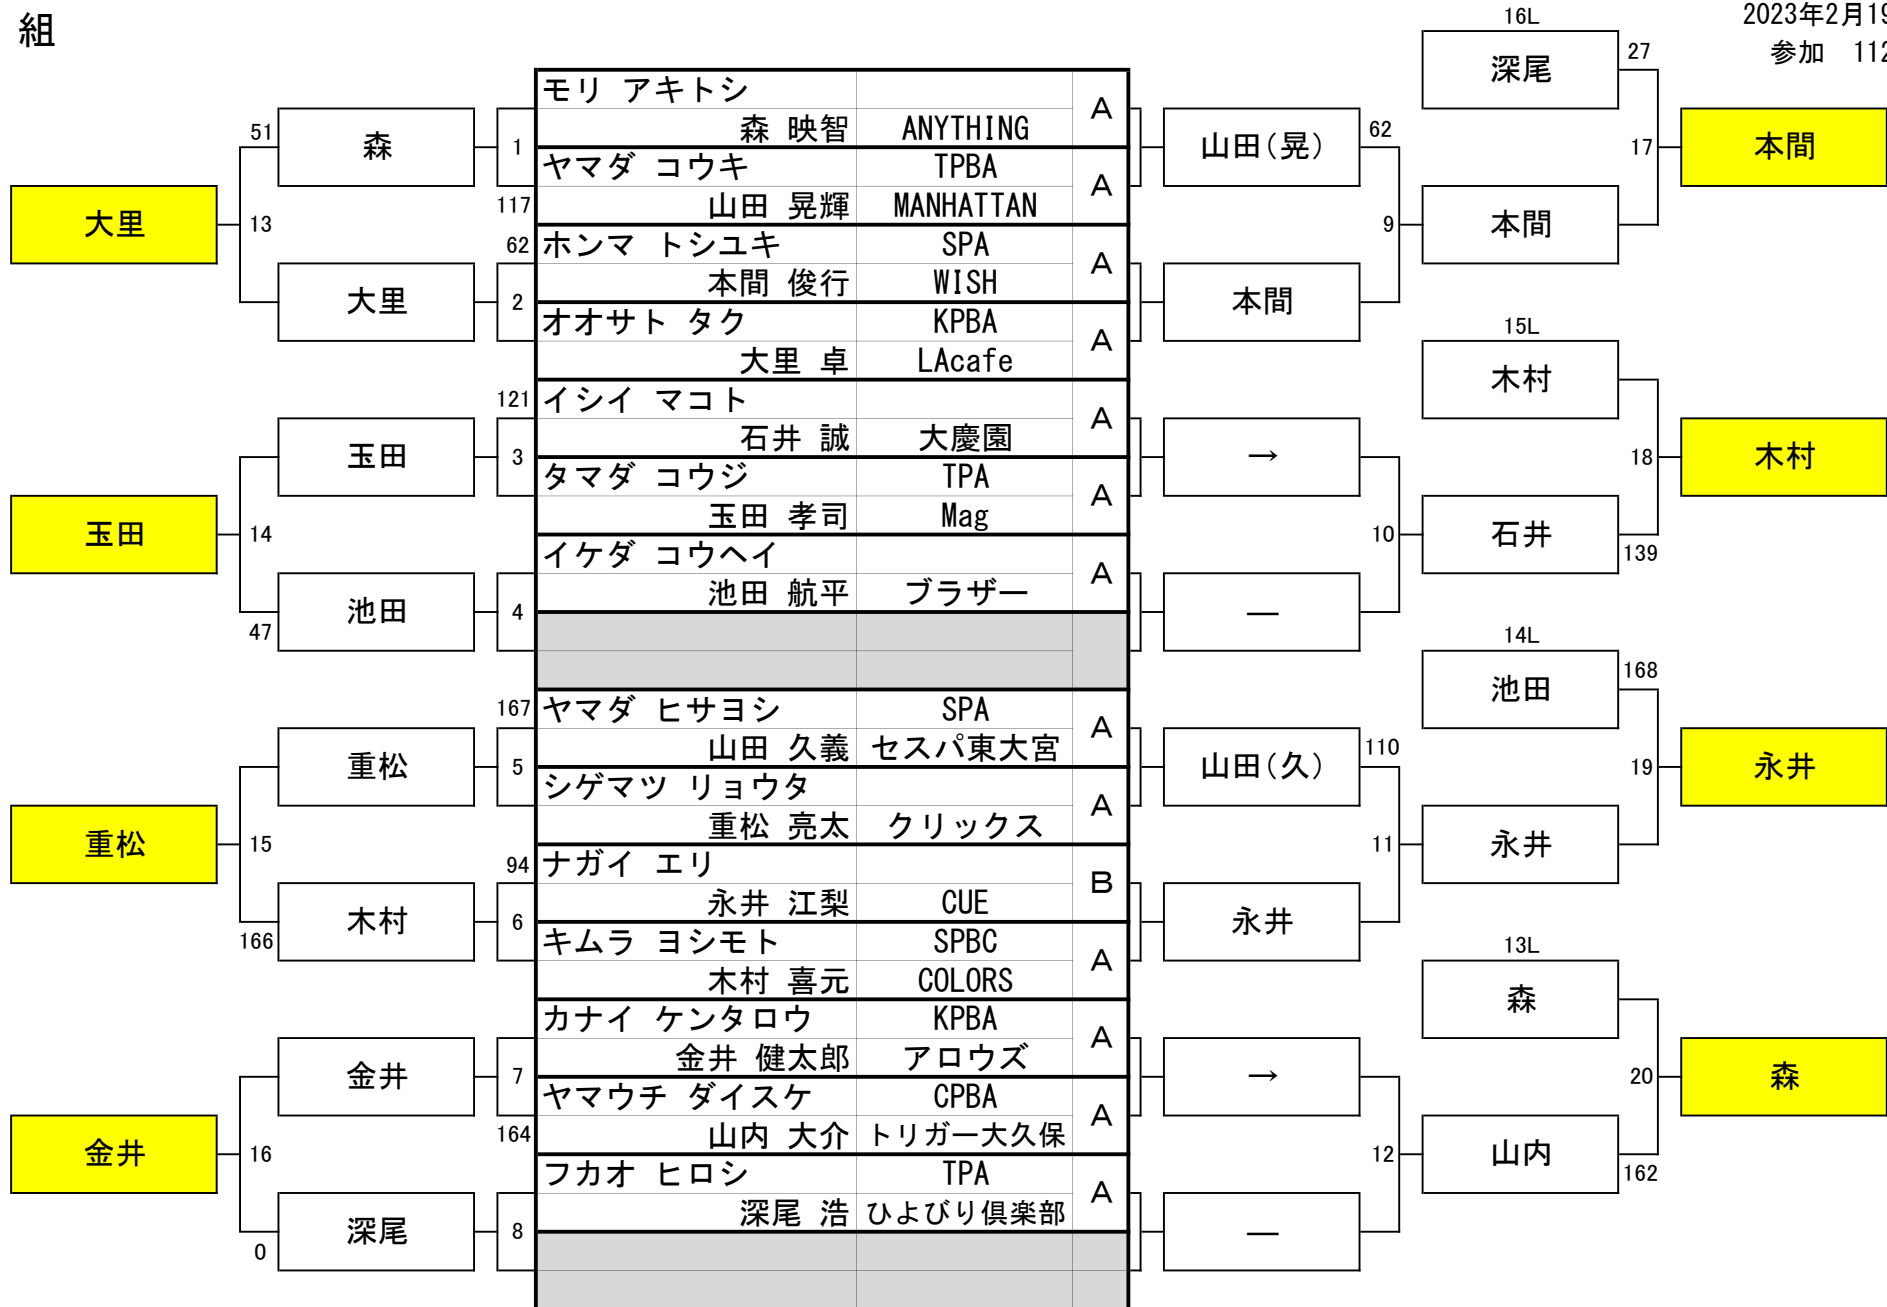 組
2023年2月19
参加 112
16L
深尾 27
モリ アキトシ A
51 森 1 森 映智 ANYTHING 山田(晃) 62 17 本間
ヤマダ コウキ TPBA A
大里 13 117 山田 晃輝 MANHATTAN 9 本間
62 ホンマ トシユキ SPA A
大里 2 本間 俊行 WISH 本間
オオサト タク KPBA A
大里 卓 LAcafe
15L
木村
121 イシイ マコト A
玉田 3 石井 誠 大慶園 → 18 木村
タマダ コウジ TPA A
玉田 14 玉田 孝司 Mag 10 石井 139
イケダ コウヘイ A
47 池田 4 池田 航平 ブラザー —
14L
池田 168
167 ヤマダ ヒサヨシ SPA A
重松 5 山田 久義 セスパ東大宮 山田(久) 110 19 永井
シゲマツ リョウタ A
重松 15 重松 亮太 クリックス 11 永井
94 ナガイ エリ B
166 木村 6 永井 江梨 CUE 永井
キムラ ヨシモト SPBC A
木村 喜元 COLORS
13L
森
カナイ ケンタロウ KPBA A
金井 7 金井 健太郎 アロウズ → 20 森
ヤマウチ ダイスケ CPBA A
金井 16 164 山内 大介 トリガー大久保 12 山内 162
フカオ ヒロシ TPA A
0 深尾 8 深尾 浩 ひよびり倶楽部 —